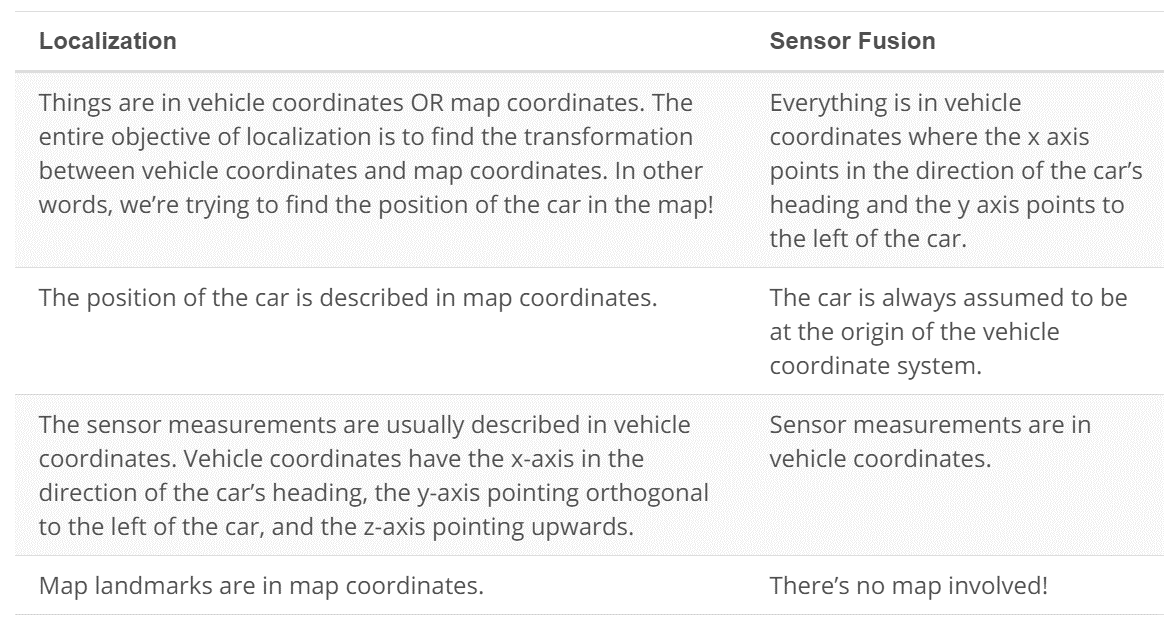 Localization
Sensor Fusion
Things are in vehicle coordinates OR map coordinates. The
entire objective of localization is to find the transformation
between vehicle coordinates and map coordinates. In other
words, we’re trying to find the position of the car in the map!
Everything is in vehicle
coordinates where the x axis
points in the direction of the car’s
heading and the y axis points to
the left of the car.
The position of the car is described in map coordinates.
The car is always assumed to be
at the origin of the vehicle
coordinate system.
The sensor measurements are usually described in vehicle
coordinates. Vehicle coordinates have the x-axis in the
direction of the car’s heading, the y-axis pointing orthogonal
to the left of the car, and the z-axis pointing upwards.
Sensor measurements are in
vehicle coordinates.
Map landmarks are in map coordinates.
There’s no map involved!